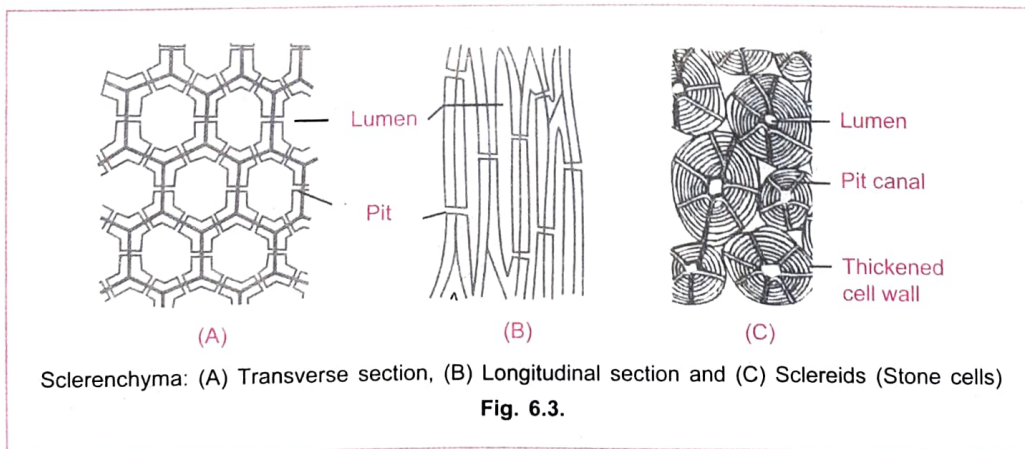 Lumen
Pit
Lumen
Pit canal
Thickened
cell wall
(A)
(B)
(C)
Sclerenchyma: (A) Transverse section, (B) Longitudinal section and (C) Sclereids (Stone cells)
Fig. 6.3.